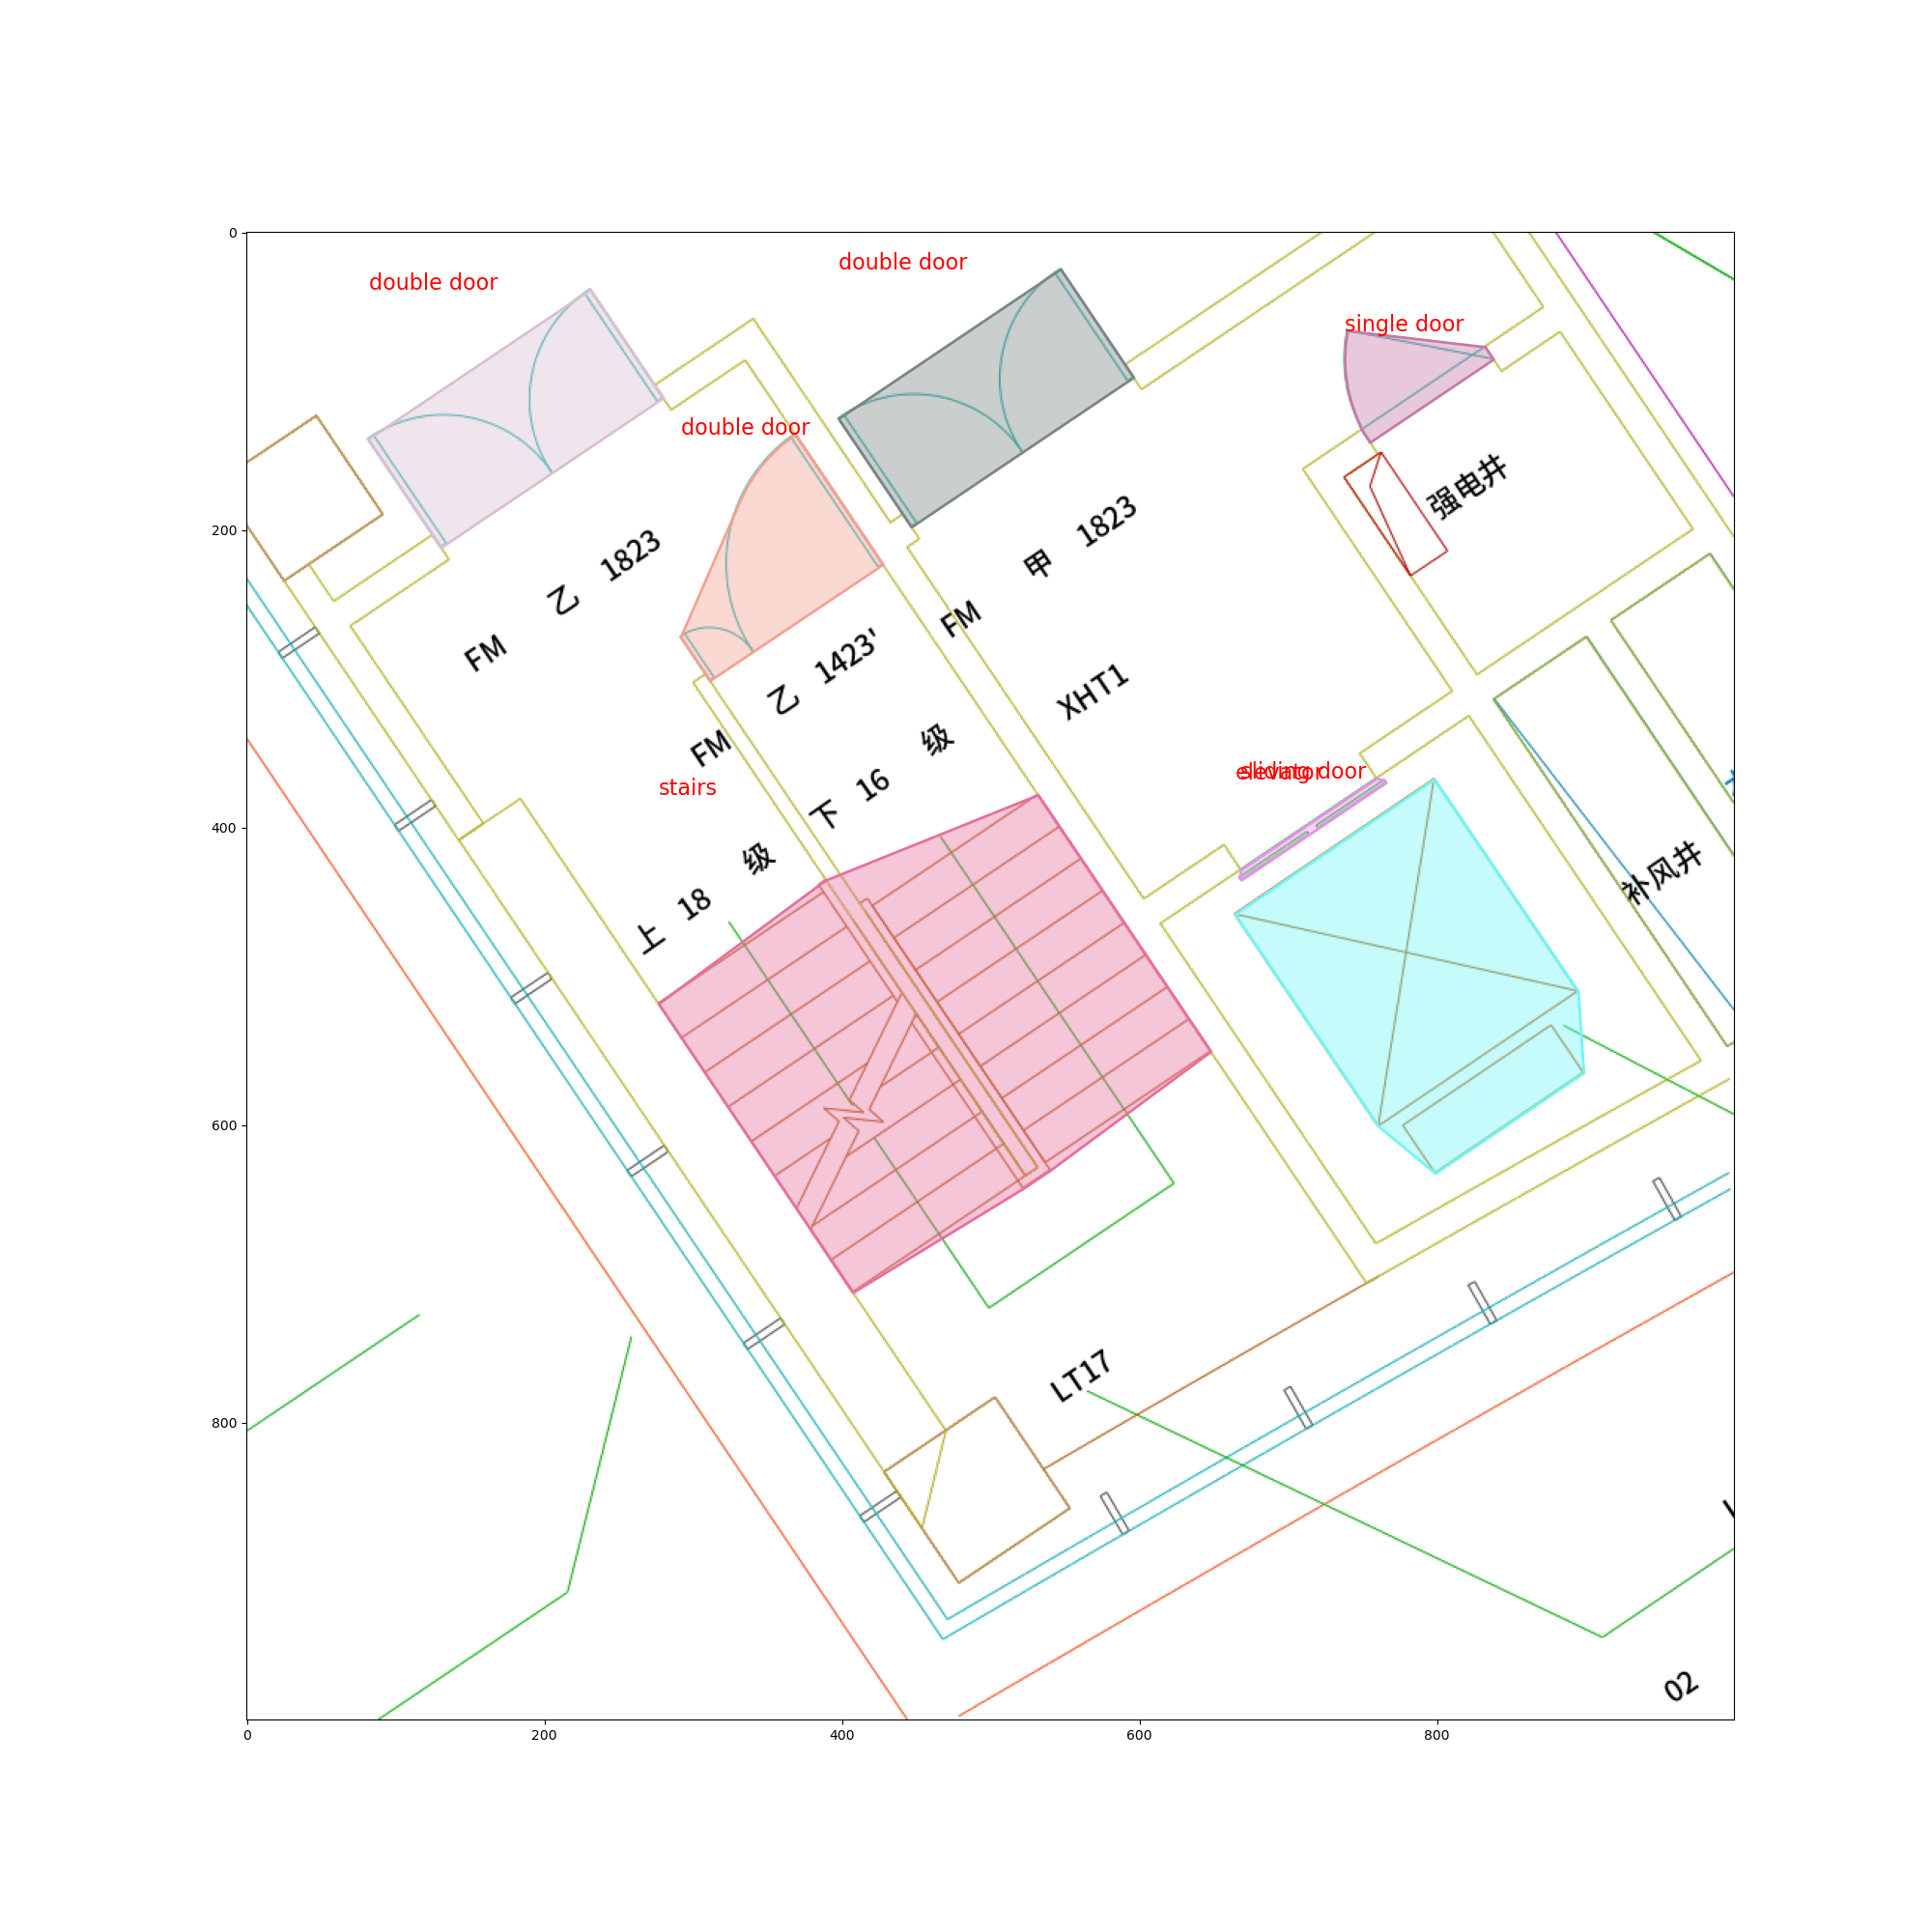 double door
double door
single door
double door
强电井
FM 乙 1823
FM 甲 1823
FM 乙 1423'
XHT1
stairs
elevator
sliding door
下 16 级
上 18 级
补风井
LT17
02
0
200
400
600
800
0
200
400
600
800